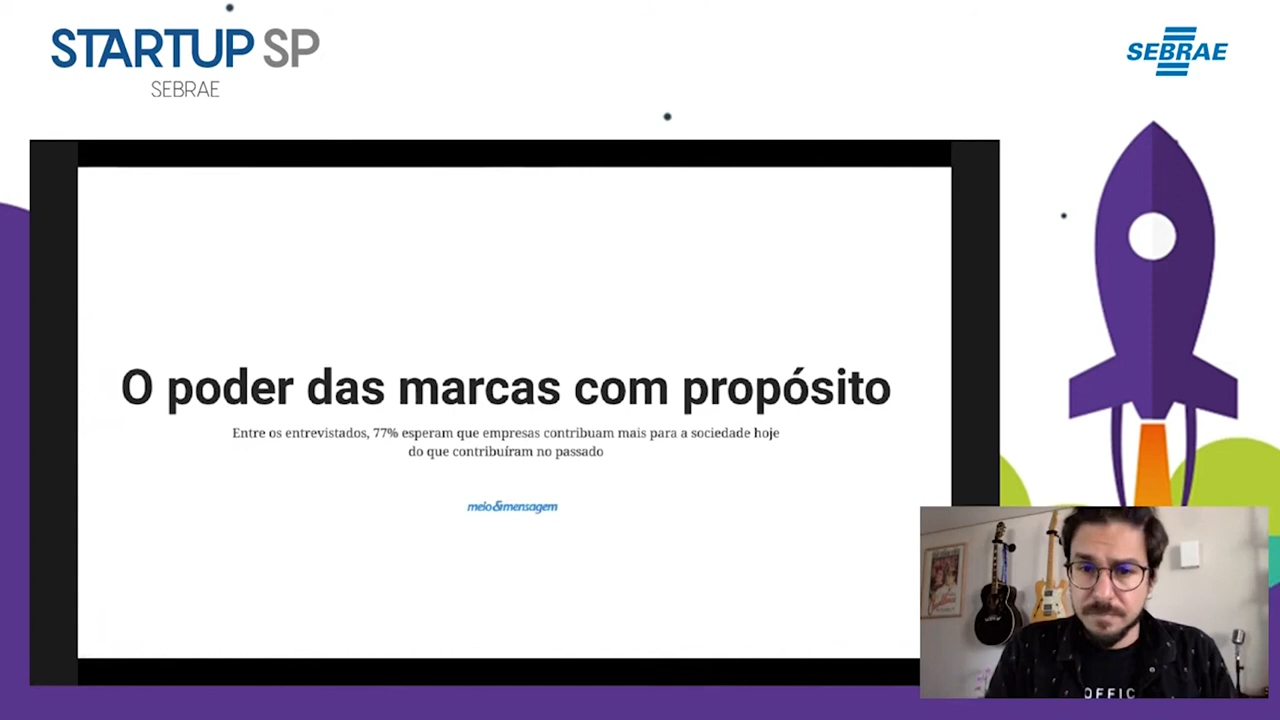 STARTUP SP
SEBRAE
SEBRAE
O poder das marcas com propósito
Entre os entrevistados, 77% esperam que empresas contribuam mais para a sociedade hoje
do que contribuíram no passado
meio&mensagem
OFFIC